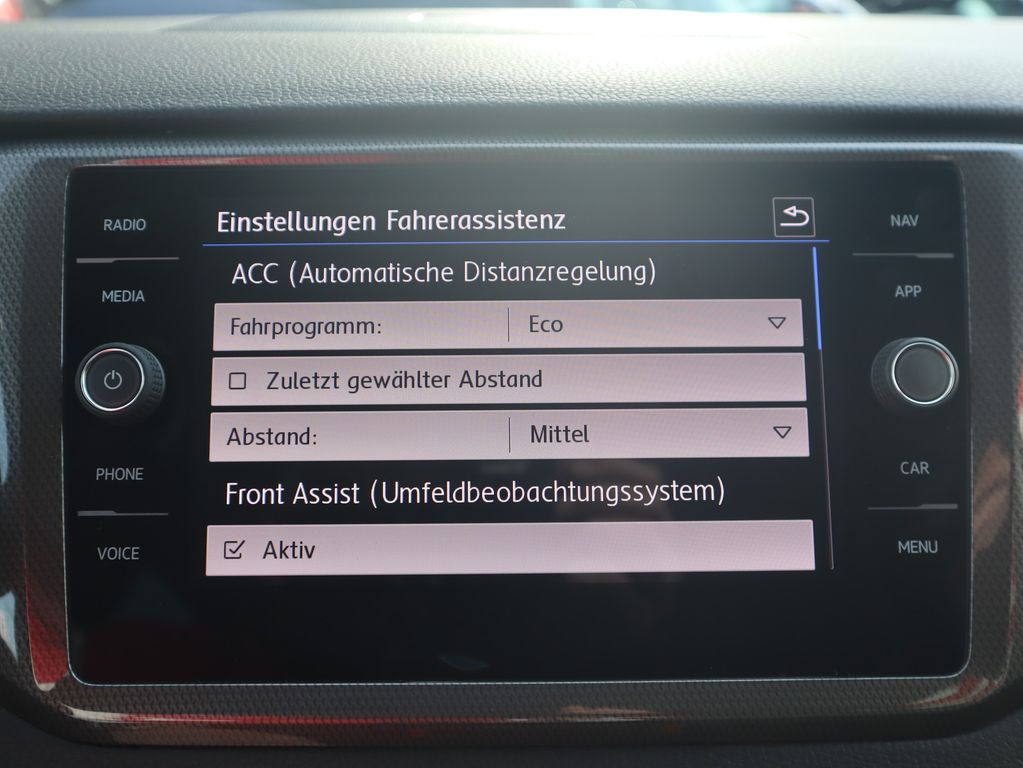 RADIO
MEDIA
PHONE
VOICE
Einstellungen Fahrerassistenz
ACC (Automatische Distanzregelung)
Fahrprogramm: Eco
Zuletzt gewählter Abstand
Abstand: Mittel
Front Assist (Umfeldbeobachtungssystem)
Aktiv
NAV
APP
CAR
MENU